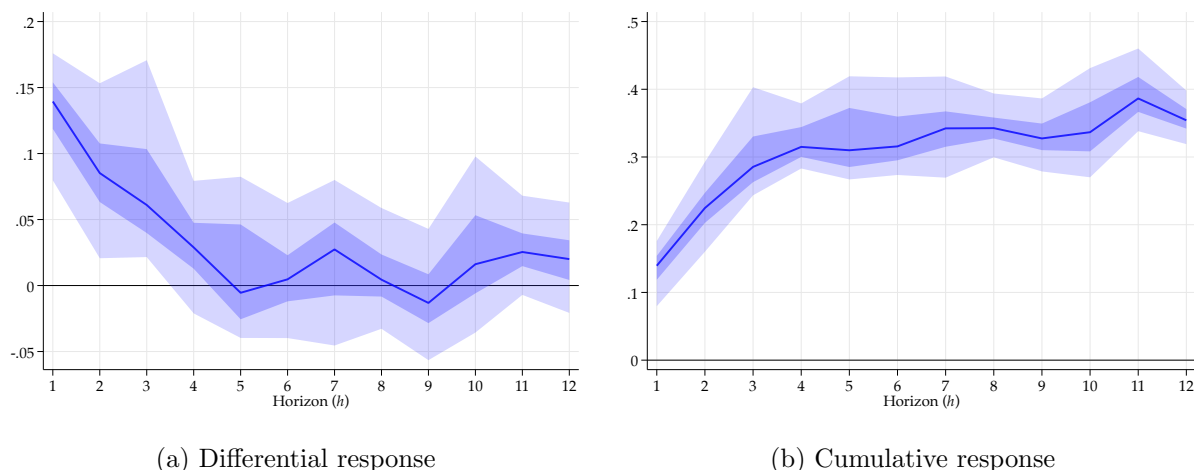 .2
.15
.1
.05
0
-.05
1 2 3 4 5 6 7 8 9 10 11 12
Horizon (h)
(a) Differential response
.5
.4
.3
.2
.1
0
1 2 3 4 5 6 7 8 9 10 11 12
Horizon (h)
(b) Cumulative response